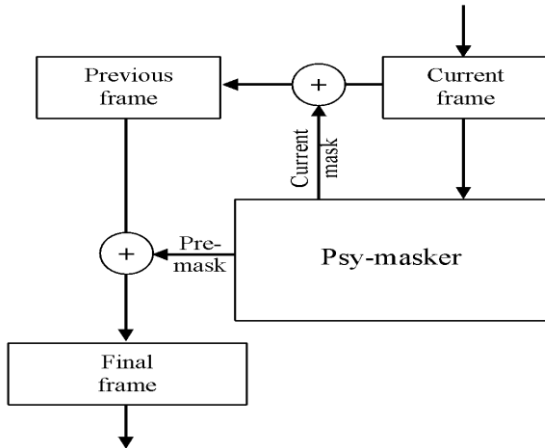 Previous
frame
+
Current
frame
Current
mask
+
Pre-
mask
Psy-masker
Final
frame